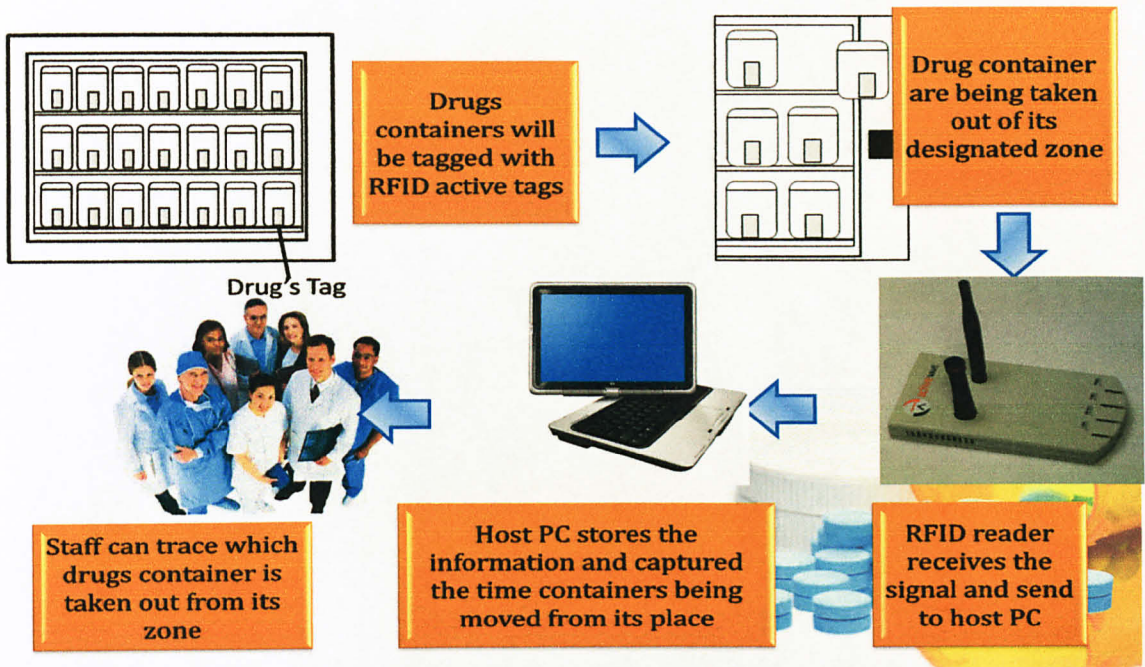 Drugs
containers will
be tagged with
RFID active tags
Drug container
are being taken
out of its
designated zone
Drug's Tag
Staff can trace which
drugs container is
taken out from its
zone
Host PC stores the
information and captured
the time containers being
moved from its place
RFID reader
receives the
signal and send
to host PC